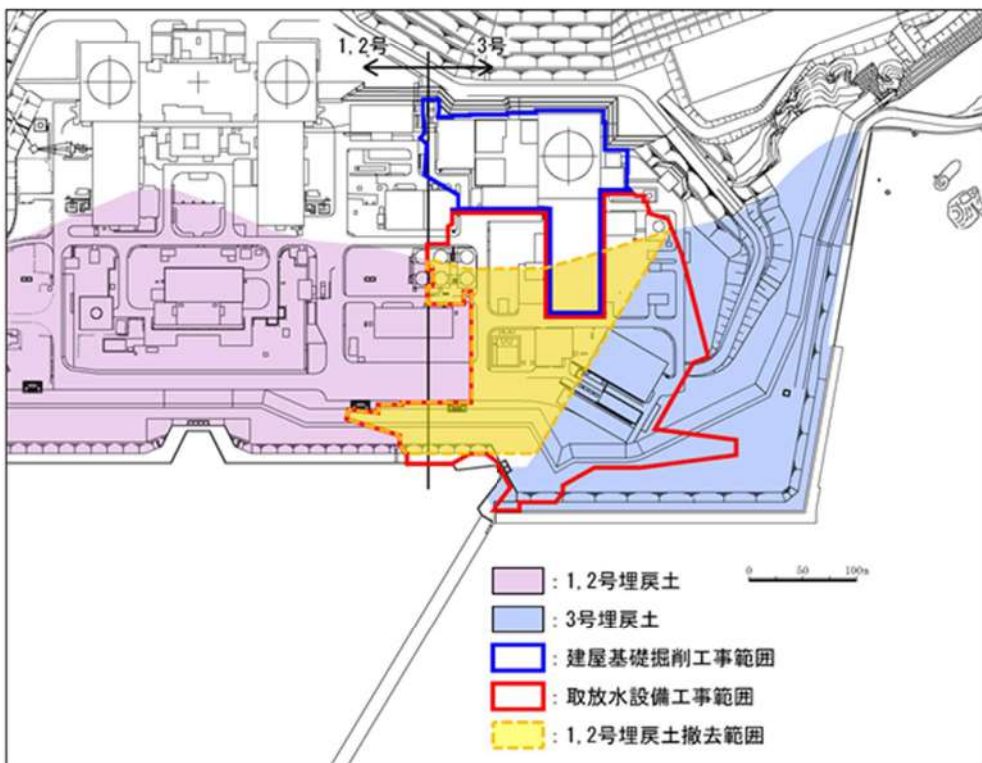 1,2号 3号
0 50 100m
: 1,2号埋戻土
: 3号埋戻土
: 建屋基礎掘削工事範囲
: 取放水設備工事範囲
: 1,2号埋戻土撤去範囲